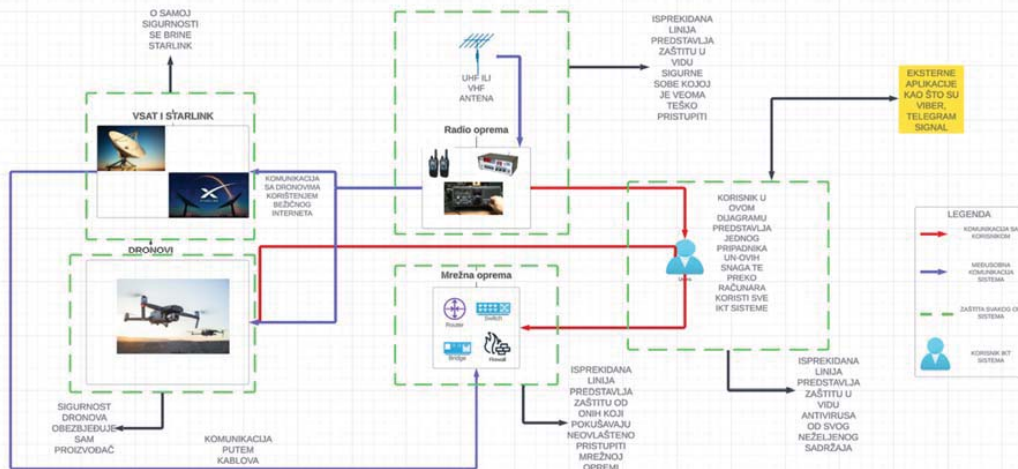 O SAMOJ
SIGURNOSTI
SE BRINE
STARLINK
VSAT I STARLINK
KOMUNIKACIJA
SA DRONOVIMA
KORIŠTENJEM
BEŽIČNOG
INTERNETA
DRONOVI
SIGURNOST
DRONOVA
OBEZBJEĐUJE
SAM
PROIZVOĐAČ
KOMUNIKACIJA
PUTEM
KABLOVA
UHF ILI
VHF
ANTENA
Radio oprema
Mrežna oprema
Router
Switch
Bridge
Firewall
ISPREKIDANA
LINIJA
PREDSTAVLJA
ZAŠTITU U
VIDU
SIGURNE
SOBE KOJOJ
JE VEOMA
TEŠKO
PRISTUPITI
ISPREKIDANA
LINIJA
PREDSTAVLJA
ZAŠTITU OD
ONIH KOJI
POKUŠAVAJU
NEOVLAŠTENO
PRISTUPITI
MREŽNOJ
OPREMI
KORISNIK U
OVOM
DIJAGRAMU
PREDSTAVLJA
JEDNOG
PRIPADNIKA
UN-OVIH
SNAGA TE
PREKO
RAČUNARA
KORISTI SVE
IKT SISTEME
EKSTERNE
APLIKACIJE
KAO ŠTO SU
VIBER,
TELEGRAM
SIGNAL
ISPREKIDANA
LINIJA
PREDSTAVLJA
ZAŠTITU U
VIDU
ANTIVIRUSA
OD SVOG
NEŽELJENOG
SADRŽAJA
LEGENDA
KOMUNIKACIJA SA
KORISNIKOM
MEĐUSOBNA
KOMUNIKACIJA
SISTEMA
ZAŠTITA SVAKOG OD
SISTEMA
KORISNIK IKT
SISTEMA